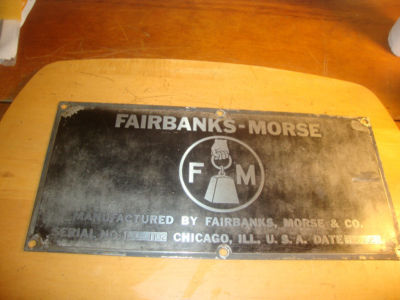 FAIRBANKS-MORSE
F M
MANUFACTURED BY FAIRBANKS, MORSE & CO.
SERIAL NO. CHICAGO, ILL. U. S. A. DATE